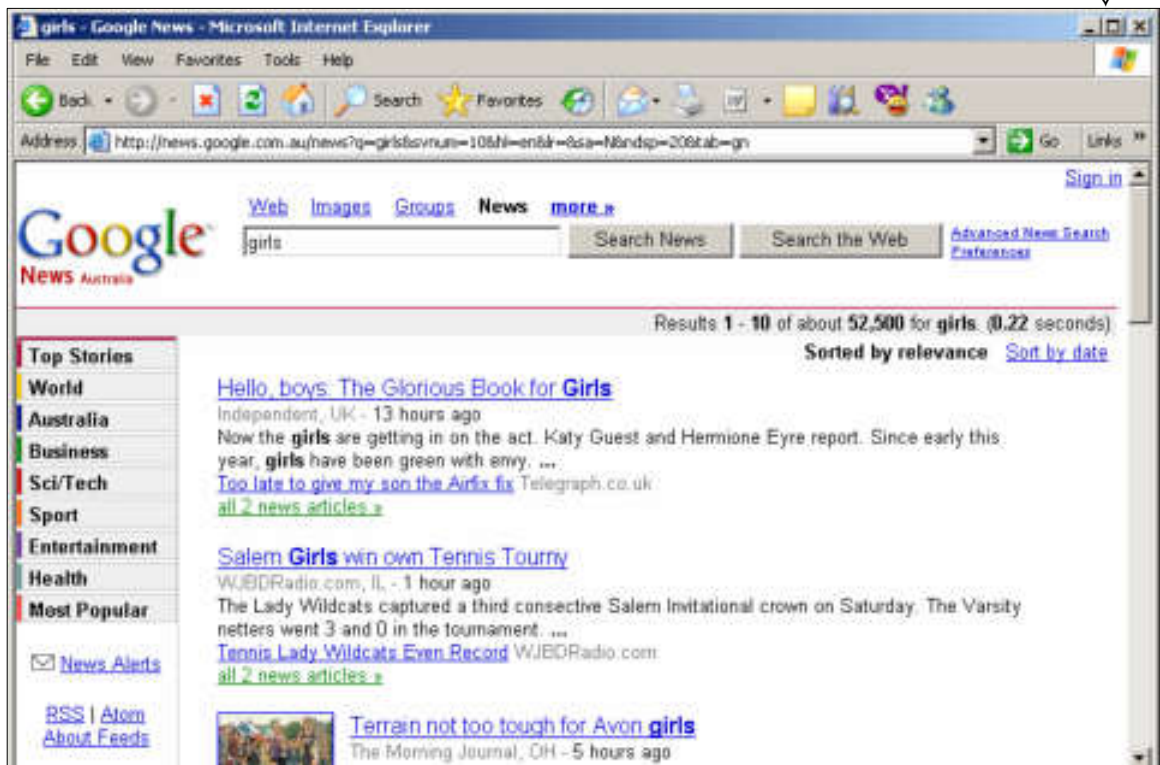 girls - Google News - Microsoft Internet Explorer
File Edit View Favorites Tools Help
Back Search Favorites
Address http://news.google.com.au/news?q=girls&svnum=10&hl=en&lr=&sa=N&ndsp=20&tab=gn Go Links »
Sign in
Web Images Groups News more »
Google
News Australia
girls Search News Search the Web Advanced News Search
Preferences
Results 1 - 10 of about 52,500 for girls. (0.22 seconds)
Sorted by relevance Sort by date
Top Stories
World
Australia
Business
Sci/Tech
Sport
Entertainment
Health
Most Popular
News Alerts
RSS | Atom
About Feeds
Hello, boys. The Glorious Book for Girls
Independent, UK - 13 hours ago
Now the girls are getting in on the act. Katy Guest and Hermione Eyre report. Since early this
year, girls have been green with envy. ...
Too late to give my son the Airfix fix Telegraph.co.uk
all 2 news articles »
Salem Girls win own Tennis Tourny
WJBDRadio.com, IL - 1 hour ago
The Lady Wildcats captured a third consective Salem Invitational crown on Saturday. The Varsity
netters went 3 and 0 in the tournament. ...
Tennis Lady Wildcats Even Record WJBDRadio.com
all 2 news articles »
Terrain not too tough for Avon girls
The Morning Journal, OH - 5 hours ago